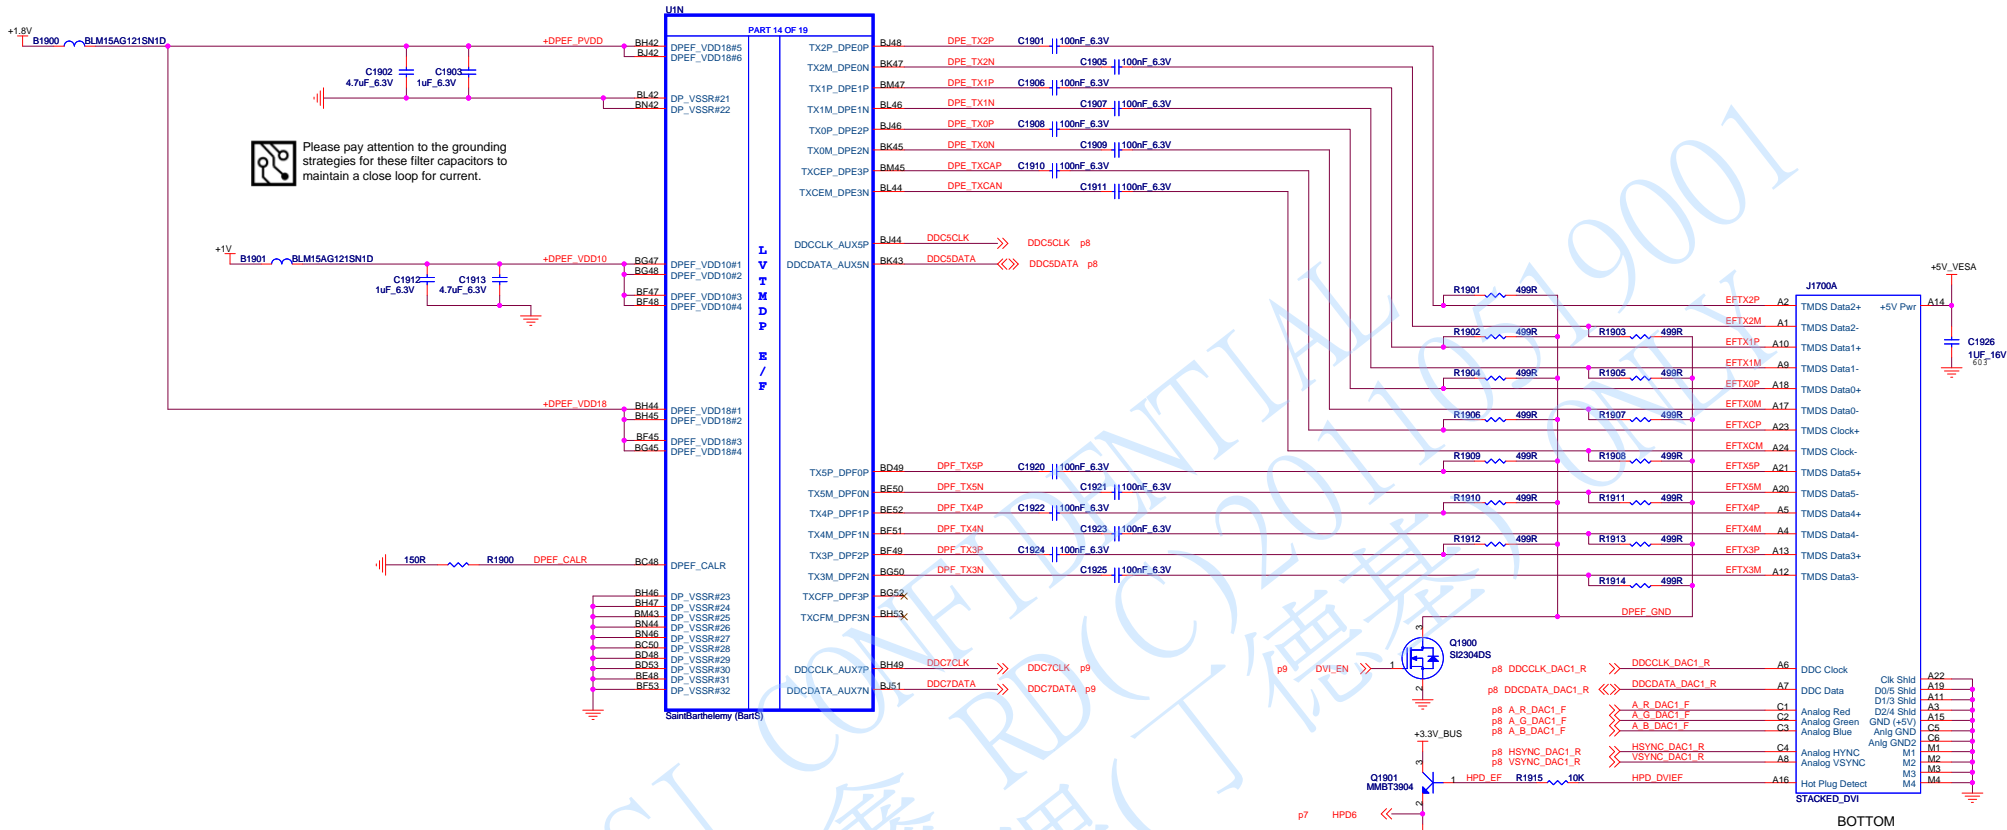 U1N
PART 14 OF 19
+1.8V
B1900 BLM15AG121SN1D
+DPEF_PVDD
BH42 DPEF_VDD18#5
BJ42 DPEF_VDD18#6
C1902
4.7uF_6.3V
C1903
1uF_6.3V
BL42 DP_VSSR#21
BN42 DP_VSSR#22
Please pay attention to the grounding
strategies for these filter capacitors to
maintain a close loop for current.
+1V
B1901 BLM15AG121SN1D
+DPEF_VDD10
BG47 DPEF_VDD10#1
BG48 DPEF_VDD10#2
BF47 DPEF_VDD10#3
BF48 DPEF_VDD10#4
C1912
1uF_6.3V
C1913
4.7uF_6.3V
+DPEF_VDD18
BH44 DPEF_VDD18#1
BH45 DPEF_VDD18#2
BF45 DPEF_VDD18#3
BG45 DPEF_VDD18#4
150R R1900 DPEF_CALR BC48 DPEF_CALR
BH46 DP_VSSR#23
BH47 DP_VSSR#24
BM43 DP_VSSR#25
BN44 DP_VSSR#26
BN46 DP_VSSR#27
BC50 DP_VSSR#28
BD48 DP_VSSR#29
BD53 DP_VSSR#30
BE48 DP_VSSR#31
BF53 DP_VSSR#32
SaintBarthelemy (BartS)
LVTMDP E/F
TX2P_DPE0P BJ48 DPE_TX2P C1901 100nF_6.3V
TX2M_DPE0N BK47 DPE_TX2N C1905 100nF_6.3V
TX1P_DPE1P BM47 DPE_TX1P C1906 100nF_6.3V
TX1M_DPE1N BL46 DPE_TX1N C1907 100nF_6.3V
TX0P_DPE2P BJ46 DPE_TX0P C1908 100nF_6.3V
TX0M_DPE2N BK45 DPE_TX0N C1909 100nF_6.3V
TXCEP_DPE3P BM45 DPE_TXCAP C1910 100nF_6.3V
TXCEM_DPE3N BL44 DPE_TXCAN C1911 100nF_6.3V
DDCCLK_AUX5P BJ44 DDC5CLK DDC5CLK p8
DDCDATA_AUX5N BK43 DDC5DATA DDC5DATA p8
TX5P_DPF0P BD49 DPF_TX5P C1920 100nF_6.3V
TX5M_DPF0N BE50 DPF_TX5N C1921 100nF_6.3V
TX4P_DPF1P BE52 DPF_TX4P C1922 100nF_6.3V
TX4M_DPF1N BF51 DPF_TX4N C1923 100nF_6.3V
TX3P_DPF2P BF49 DPF_TX3P C1924 100nF_6.3V
TX3M_DPF2N BG50 DPF_TX3N C1925 100nF_6.3V
TXCFP_DPF3P BG52
TXCFM_DPF3N BH53
DDCCLK_AUX7P BH49 DDC7CLK DDC7CLK p9
DDCDATA_AUX7N BJ51 DDC7DATA DDC7DATA p9
R1901 499R
R1902 499R R1903 499R
R1904 499R R1905 499R
R1906 499R R1907 499R
R1909 499R R1908 499R
R1910 499R R1911 499R
R1912 499R R1913 499R
R1914 499R
DPEF_GND
p9 DVI_EN 1 3 2 Q1900
SI2304DS
+3.3V_BUS
Q1901
MMBT3904
3 1 2
HPD_EF R1915 10K HPD_DVIEF
p7 HPD6
J1700A
EFTX2P A2 TMDS Data2+
EFTX2M A1 TMDS Data2-
EFTX1P A10 TMDS Data1+
EFTX1M A9 TMDS Data1-
EFTX0P A18 TMDS Data0+
EFTX0M A17 TMDS Data0-
EFTXCP A23 TMDS Clock+
EFTXCM A24 TMDS Clock-
EFTX5P A21 TMDS Data5+
EFTX5M A20 TMDS Data5-
EFTX4P A5 TMDS Data4+
EFTX4M A4 TMDS Data4-
EFTX3P A13 TMDS Data3+
EFTX3M A12 TMDS Data3-
p8 DDCCLK_DAC1_R DDCCLK_DAC1_R A6 DDC Clock
p8 DDCDATA_DAC1_R DDCDATA_DAC1_R A7 DDC Data
p8 A_R_DAC1_F A_R_DAC1_F C1 Analog Red
p8 A_G_DAC1_F A_G_DAC1_F C2 Analog Green
p8 A_B_DAC1_F A_B_DAC1_F C3 Analog Blue
p8 HSYNC_DAC1_R HSYNC_DAC1_R C4 Analog HYNC
p8 VSYNC_DAC1_R VSYNC_DAC1_R A8 Analog VSYNC
A16 Hot Plug Detect
+5V_VESA
+5V Pwr A14
C1926
1UF_16V
603
Clk Shld A22
D0/5 Shld A19
D1/3 Shld A11
D2/4 Shld A3
GND (+5V) A15
Anlg GND C5
Anlg GND2 C6
M1 M1
M2 M2
M3 M3
M4 M4
STACKED_DVI
BOTTOM
CONFIDENTIAL
RD(C)20110519001
(丁德基) ONLY